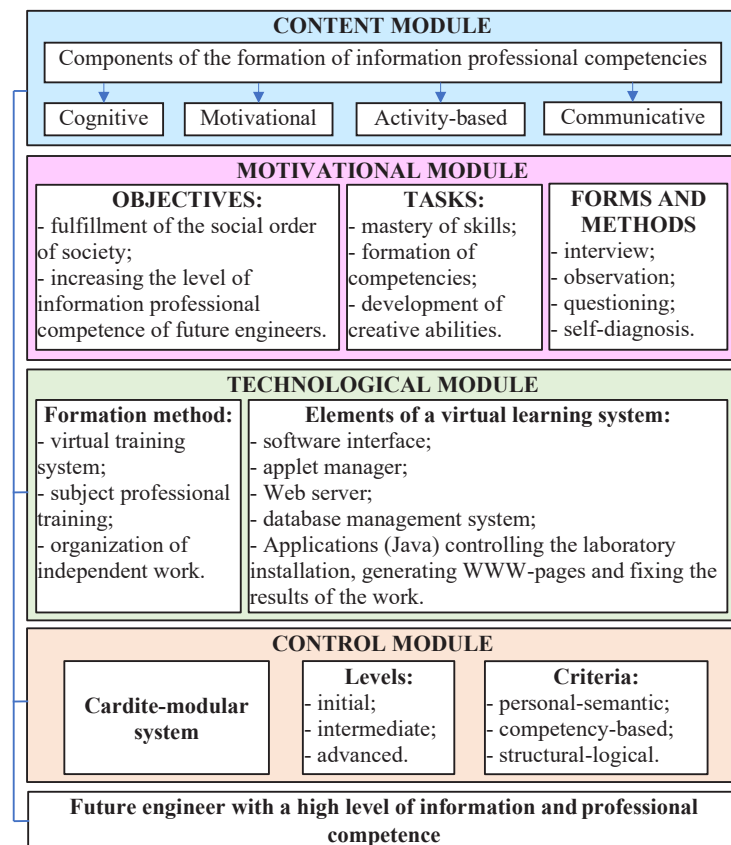 CONTENT MODULE
Components of the formation of information professional competencies
Cognitive
Motivational
Activity-based
Communicative
MOTIVATIONAL MODULE
OBJECTIVES:
- fulfillment of the social order
of society;
- increasing the level of
information professional
competence of future engineers.
TASKS:
- mastery of skills;
- formation of
competencies;
- development of
creative abilities.
FORMS AND
METHODS
- interview;
- observation;
- questioning;
- self-diagnosis.
TECHNOLOGICAL MODULE
Formation method:
- virtual training
system;
- subject professional
training;
- organization of
independent work.
Elements of a virtual learning system:
- software interface;
- applet manager;
- Web server;
- database management system;
- Applications (Java) controlling the laboratory
installation, generating WWW-pages and fixing the
results of the work.
CONTROL MODULE
Cardite-modular
system
Levels:
- initial;
- intermediate;
- advanced.
Criteria:
- personal-semantic;
- competency-based;
- structural-logical.
Future engineer with a high level of information and professional
competence